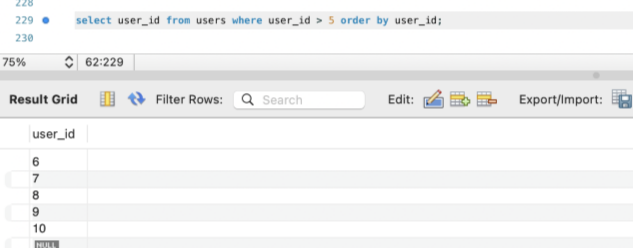 228
229 select user_id from users where user_id > 5 order by user_id;
230
75% 62:229
Result Grid Filter Rows: Search Edit: Export/Import:
user_id
6
7
8
9
10
NULL